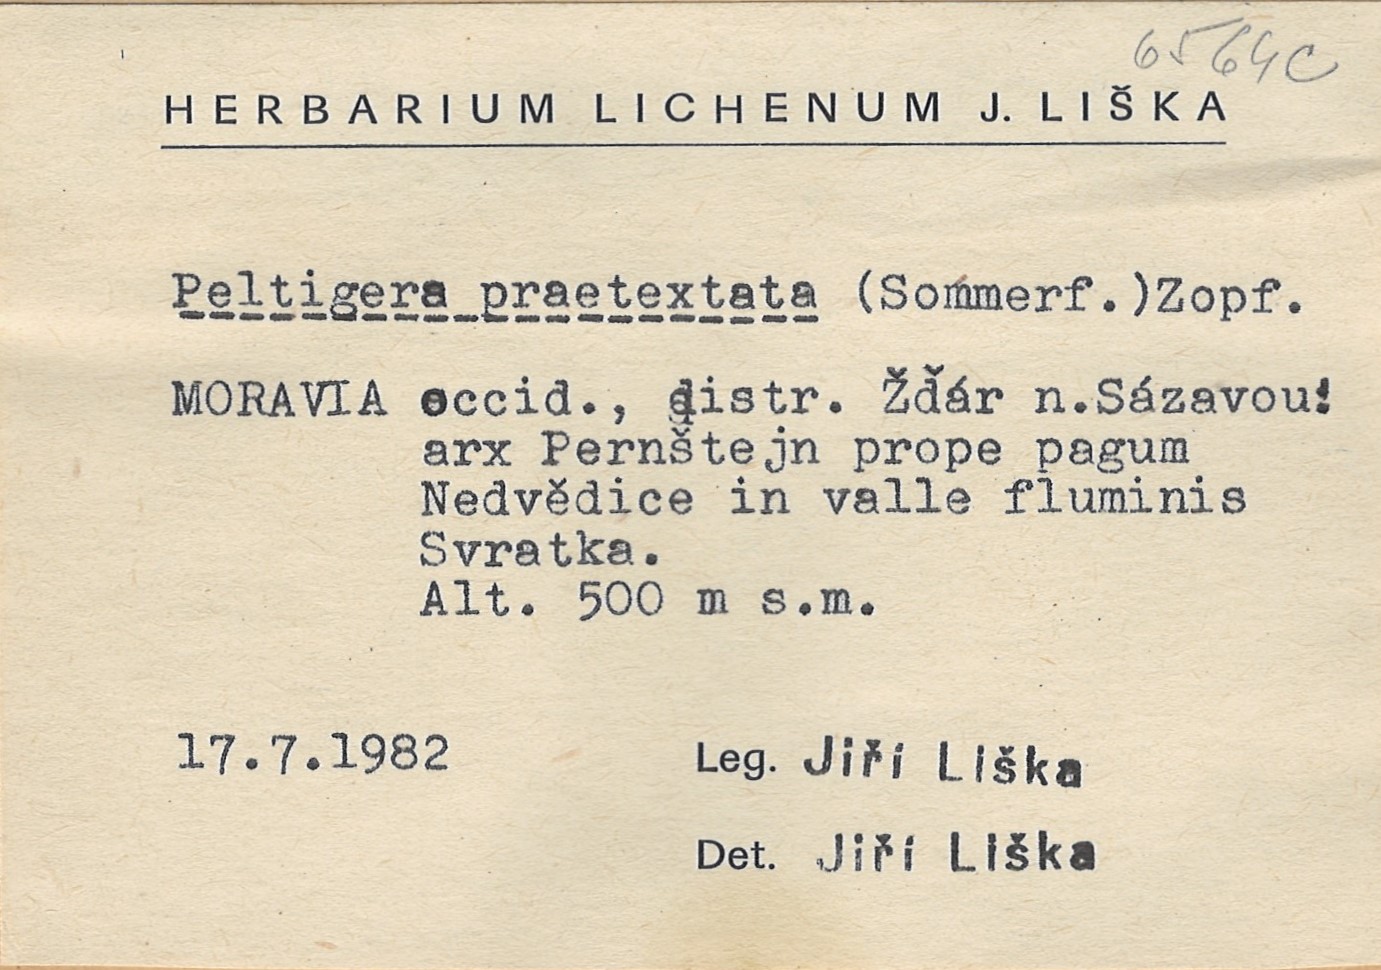 6564c
HERBARIUM LICHENUM J. LIŠKA
Peltigera praetextata (Sommerf.)Zopf.
MORAVIA occid., distr. Žďár n.Sázavou:
arx Pernštejn prope pagum
Nedvědice in valle fluminis
Svratka.
Alt. 500 m s.m.
17.7.1982
Leg. Jiří Liška
Det. Jiří Liška